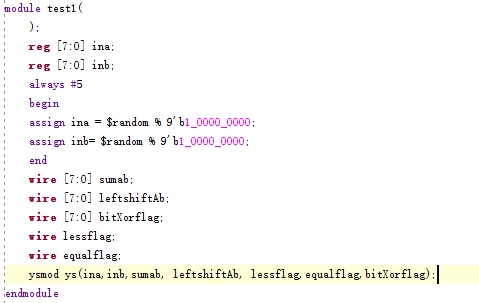 module test1(
);
reg [7:0] ina;
reg [7:0] inb;
always #5
begin
assign ina = $random % 9'b1_0000_0000;
assign inb= $random % 9'b1_0000_0000;
end
wire [7:0] sumab;
wire [7:0] leftshiftAb;
wire [7:0] bitXorflag;
wire lessflag;
wire equalflag;
ysmod ys(ina,inb,sumab, leftshiftAb, lessflag,equalflag,bitXorflag);
endmodule